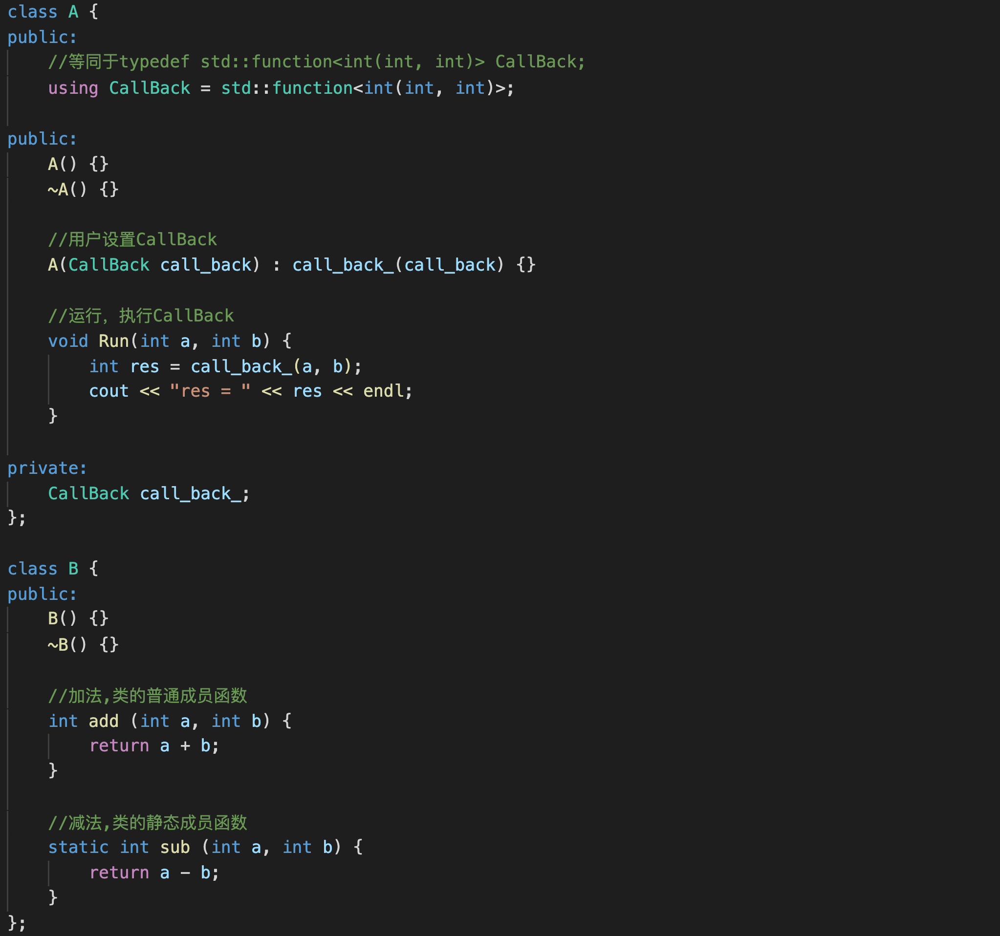 class A {
public:
    //等同于typedef std::function<int(int, int)> CallBack;
    using CallBack = std::function<int(int, int)>;

public:
    A() {}
    ~A() {}

    //用户设置CallBack
    A(CallBack call_back) : call_back_(call_back) {}

    //运行，执行CallBack
    void Run(int a, int b) {
        int res = call_back_(a, b);
        cout << "res = " << res << endl;
    }

private:
    CallBack call_back_;
};

class B {
public:
    B() {}
    ~B() {}

    //加法,类的普通成员函数
    int add (int a, int b) {
        return a + b;
    }

    //减法,类的静态成员函数
    static int sub (int a, int b) {
        return a - b;
    }
};